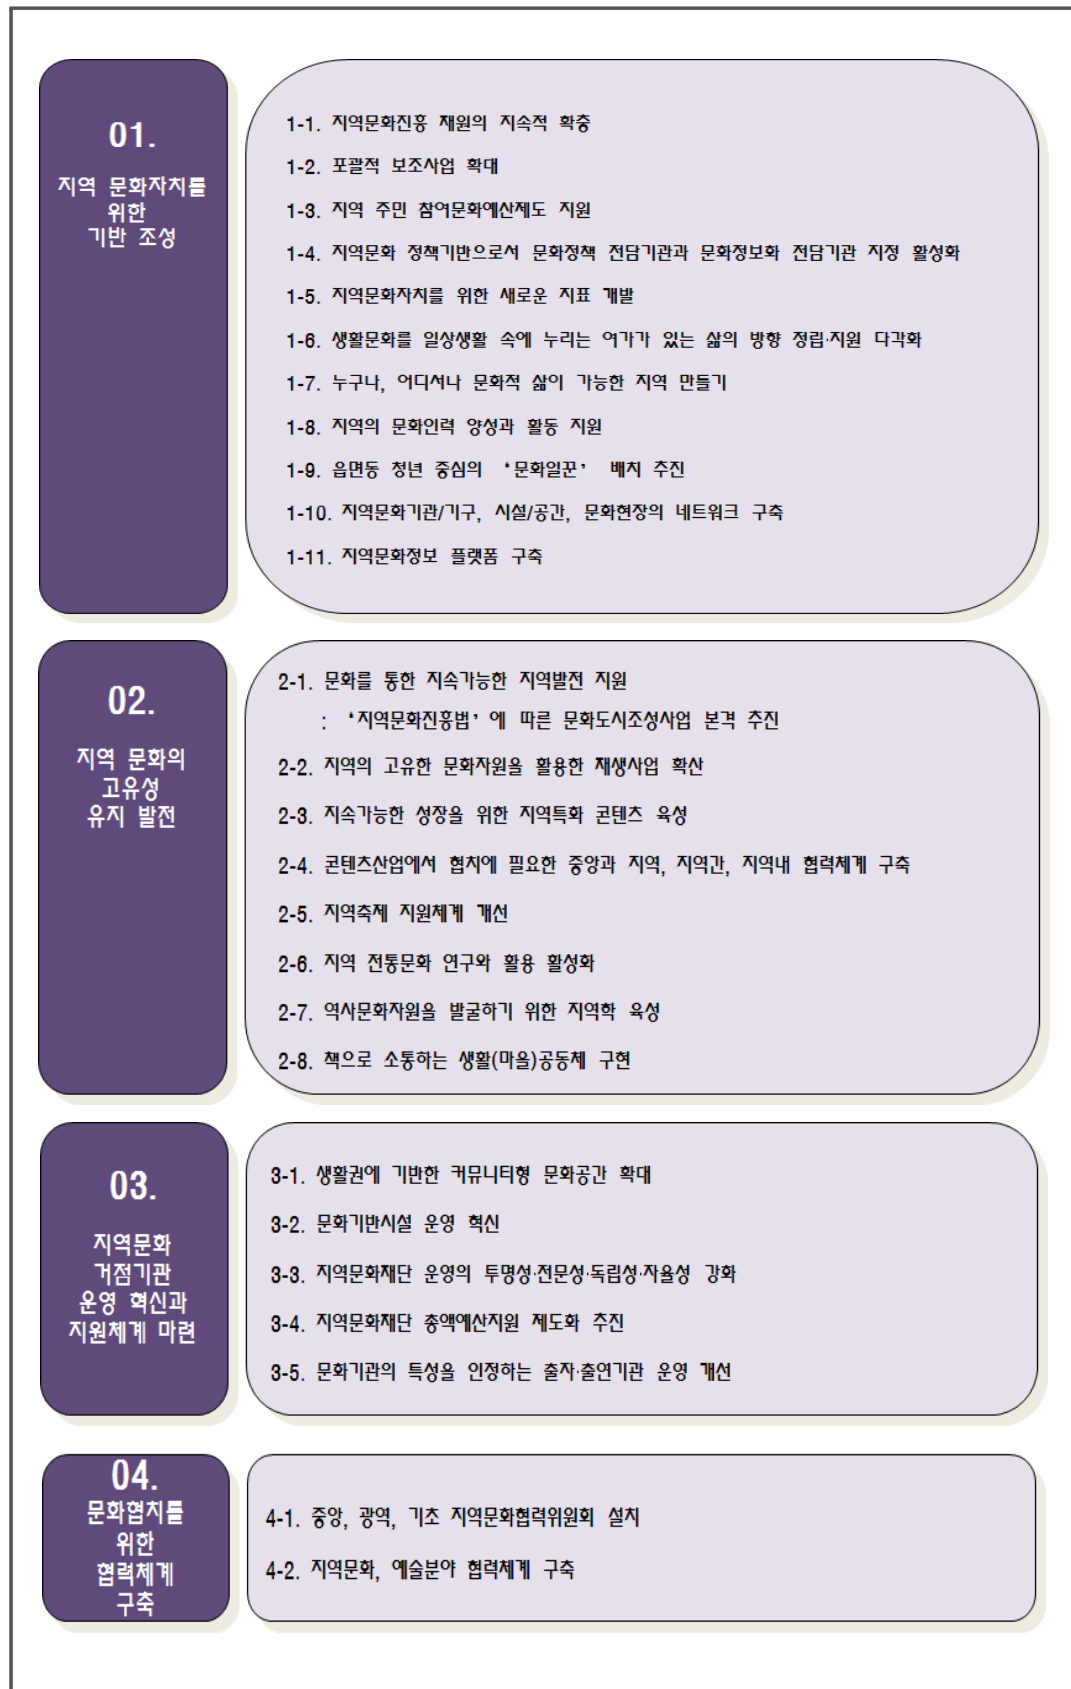 01.
지역 문화자치를
위한
기반 조성
1-1. 지역문화진흥 재원의 지속적 확충
1-2. 포괄적 보조사업 확대
1-3. 지역 주민 참여문화예산제도 지원
1-4. 지역문화 정책기반으로서 문화정책 전담기관과 문화정보화 전담기관 지정 활성화
1-5. 지역문화자치를 위한 새로운 지표 개발
1-6. 생활문화를 일상생활 속에 누리는 여가가 있는 삶의 방향 정립·지원 다각화
1-7. 누구나, 어디서나 문화적 삶이 가능한 지역 만들기
1-8. 지역의 문화인력 양성과 활동 지원
1-9. 읍면동 청년 중심의 ‘문화일꾼’ 배치 추진
1-10. 지역문화기관/기구, 시설/공간, 문화현장의 네트워크 구축
1-11. 지역문화정보 플랫폼 구축
02.
지역 문화의
고유성
유지 발전
2-1. 문화를 통한 지속가능한 지역발전 지원
: ‘지역문화진흥법’에 따른 문화도시조성사업 본격 추진
2-2. 지역의 고유한 문화자원을 활용한 재생사업 확산
2-3. 지속가능한 성장을 위한 지역특화 콘텐츠 육성
2-4. 콘텐츠산업에서 협치에 필요한 중앙과 지역, 지역간, 지역내 협력체계 구축
2-5. 지역축제 지원체계 개선
2-6. 지역 전통문화 연구와 활용 활성화
2-7. 역사문화자원을 발굴하기 위한 지역학 육성
2-8. 책으로 소통하는 생활(마을)공동체 구현
03.
지역문화
거점기관
운영 혁신과
지원체계 마련
3-1. 생활권에 기반한 커뮤니티형 문화공간 확대
3-2. 문화기반시설 운영 혁신
3-3. 지역문화재단 운영의 투명성·전문성·독립성·자율성 강화
3-4. 지역문화재단 총액예산지원 제도화 추진
3-5. 문화기관의 특성을 인정하는 출자·출연기관 운영 개선
04.
문화협치를
위한
협력체계
구축
4-1. 중앙, 광역, 기초 지역문화협력위원회 설치
4-2. 지역문화, 예술분야 협력체계 구축